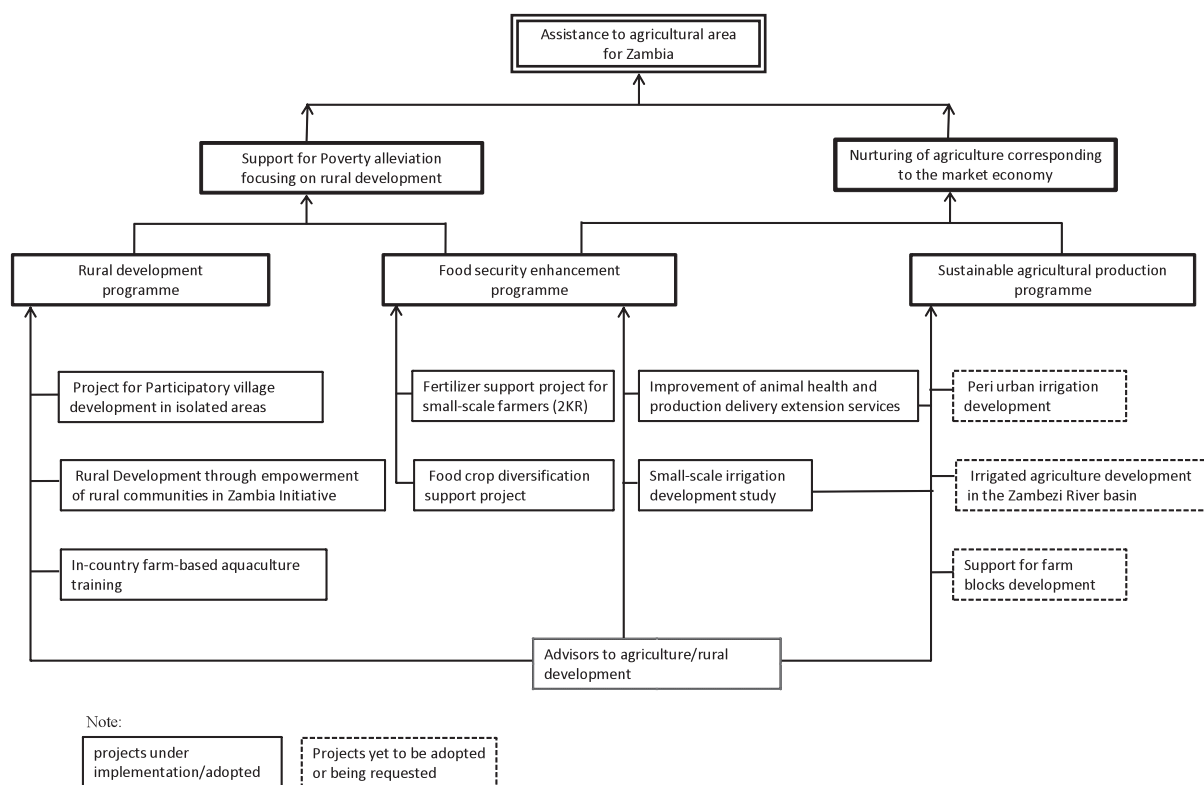 Assistance to agricultural area
for Zambia
Support for Poverty alleviation
focusing on rural development
Nurturing of agriculture corresponding
to the market economy
Rural development
programme
Food security enhancement
programme
Sustainable agricultural production
programme
Project for Participatory village
development in isolated areas
Fertilizer support project for
small-scale farmers (2KR)
Improvement of animal health and
production delivery extension services
Peri urban irrigation
development
Rural Development through empowerment
of rural communities in Zambia Initiative
Food crop diversification
support project
Small-scale irrigation
development study
Irrigated agriculture development
in the Zambezi River basin
In-country farm-based aquaculture
training
Support for farm
blocks development
Advisors to agriculture/rural
development
Note:
projects under
implementation/adopted
Projects yet to be adopted
or being requested